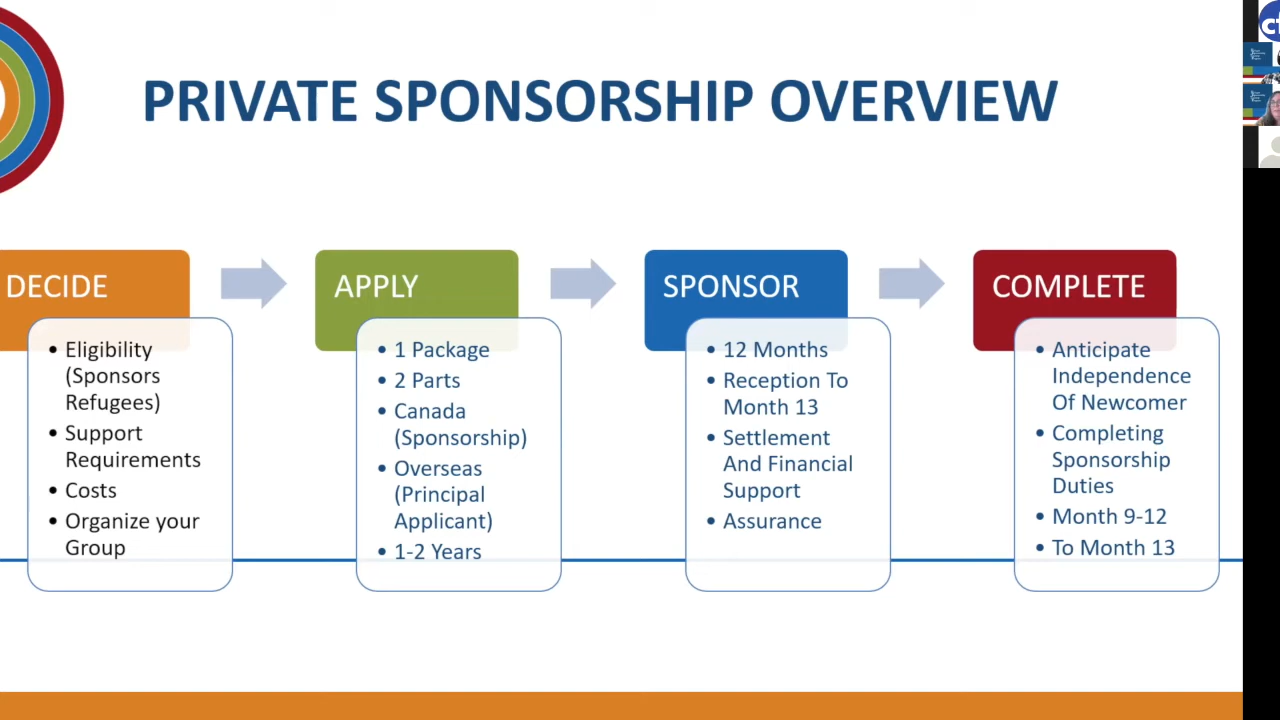 PRIVATE SPONSORSHIP OVERVIEW
DECIDE
• Eligibility
(Sponsors
Refugees)
• Support
Requirements
• Costs
• Organize your
Group
APPLY
• 1 Package
• 2 Parts
• Canada
(Sponsorship)
• Overseas
(Principal
Applicant)
• 1-2 Years
SPONSOR
• 12 Months
• Reception To
Month 13
• Settlement
And Financial
Support
• Assurance
COMPLETE
• Anticipate
Independence
Of Newcomer
• Completing
Sponsorship
Duties
• Month 9-12
• To Month 13